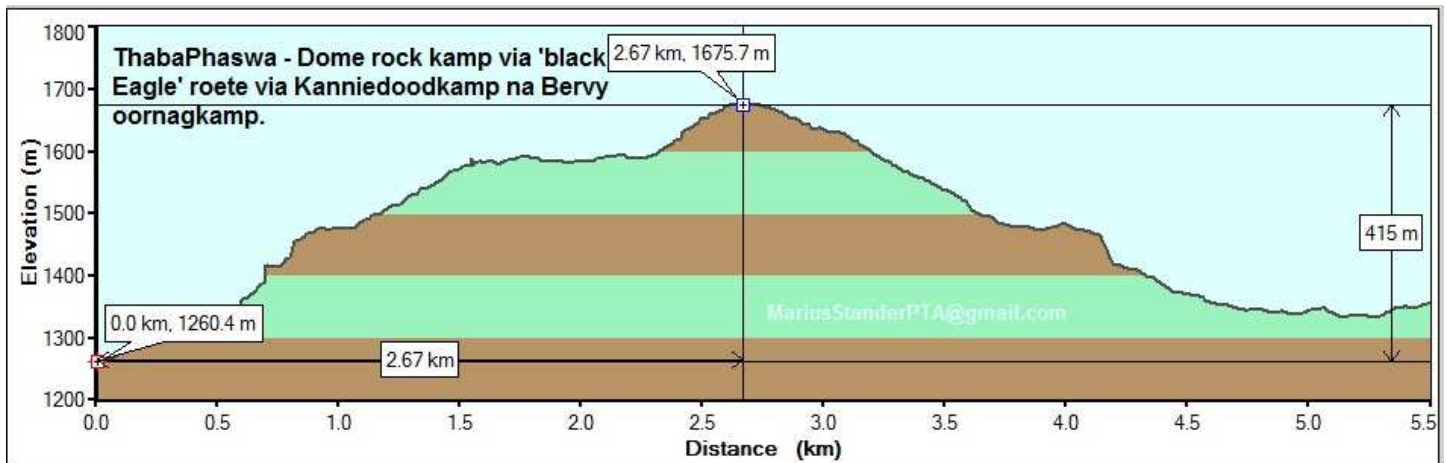 1800
ThabaPhaswa - Dome rock kamp via 'black
Eagle' roete via Kanniedoodkamp na Bervy
oornagkamp.
2.67 km, 1675.7 m
1700
1600
1500
1400
1300
1200
Elevation (m)
415 m
MariusStanderPTA@gmail.com
0.0 km, 1260.4 m
2.67 km
0.0 0.5 1.0 1.5 2.0 2.5 3.0 3.5 4.0 4.5 5.0 5.5
Distance (km)